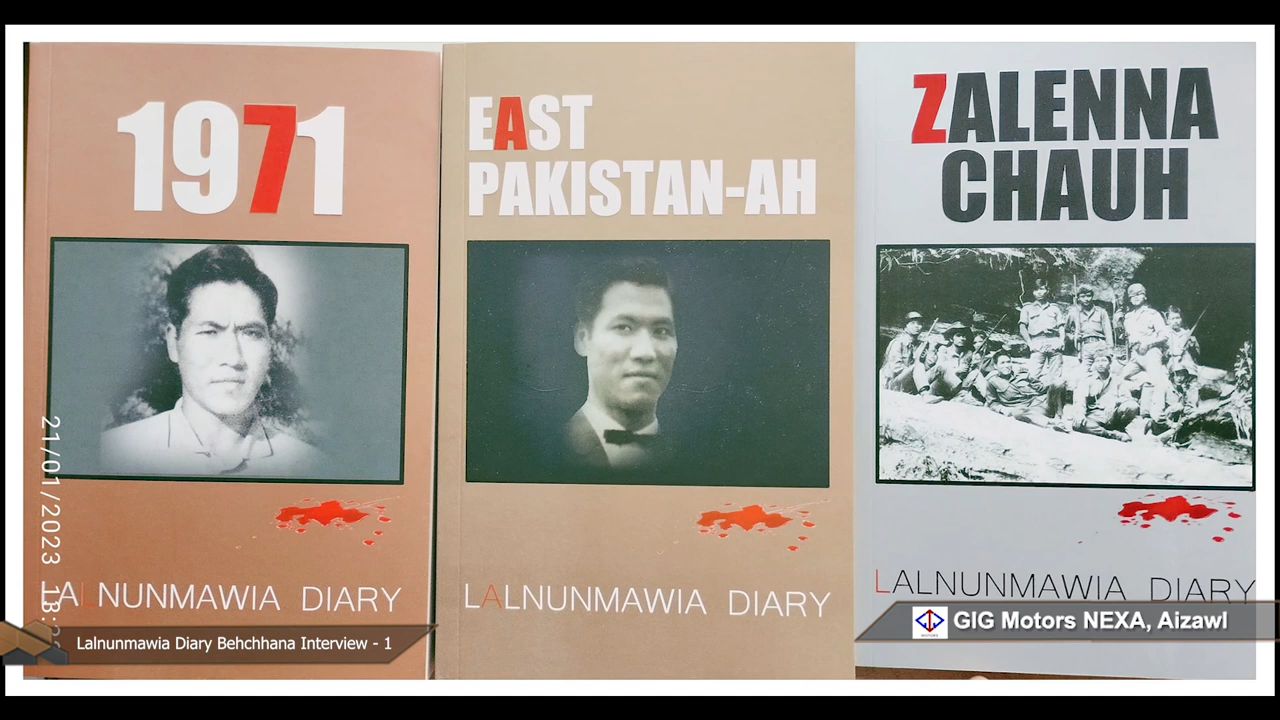 1971
LALNUNMAWIA DIARY
EAST
PAKISTAN-AH
LALNUNMAWIA DIARY
ZALENNA
CHAUH
LALNUNMAWIA DIARY
21/01/2023
Lalnunmawia Diary Behchhana Interview - 1
GIG Motors NEXA, Aizawl